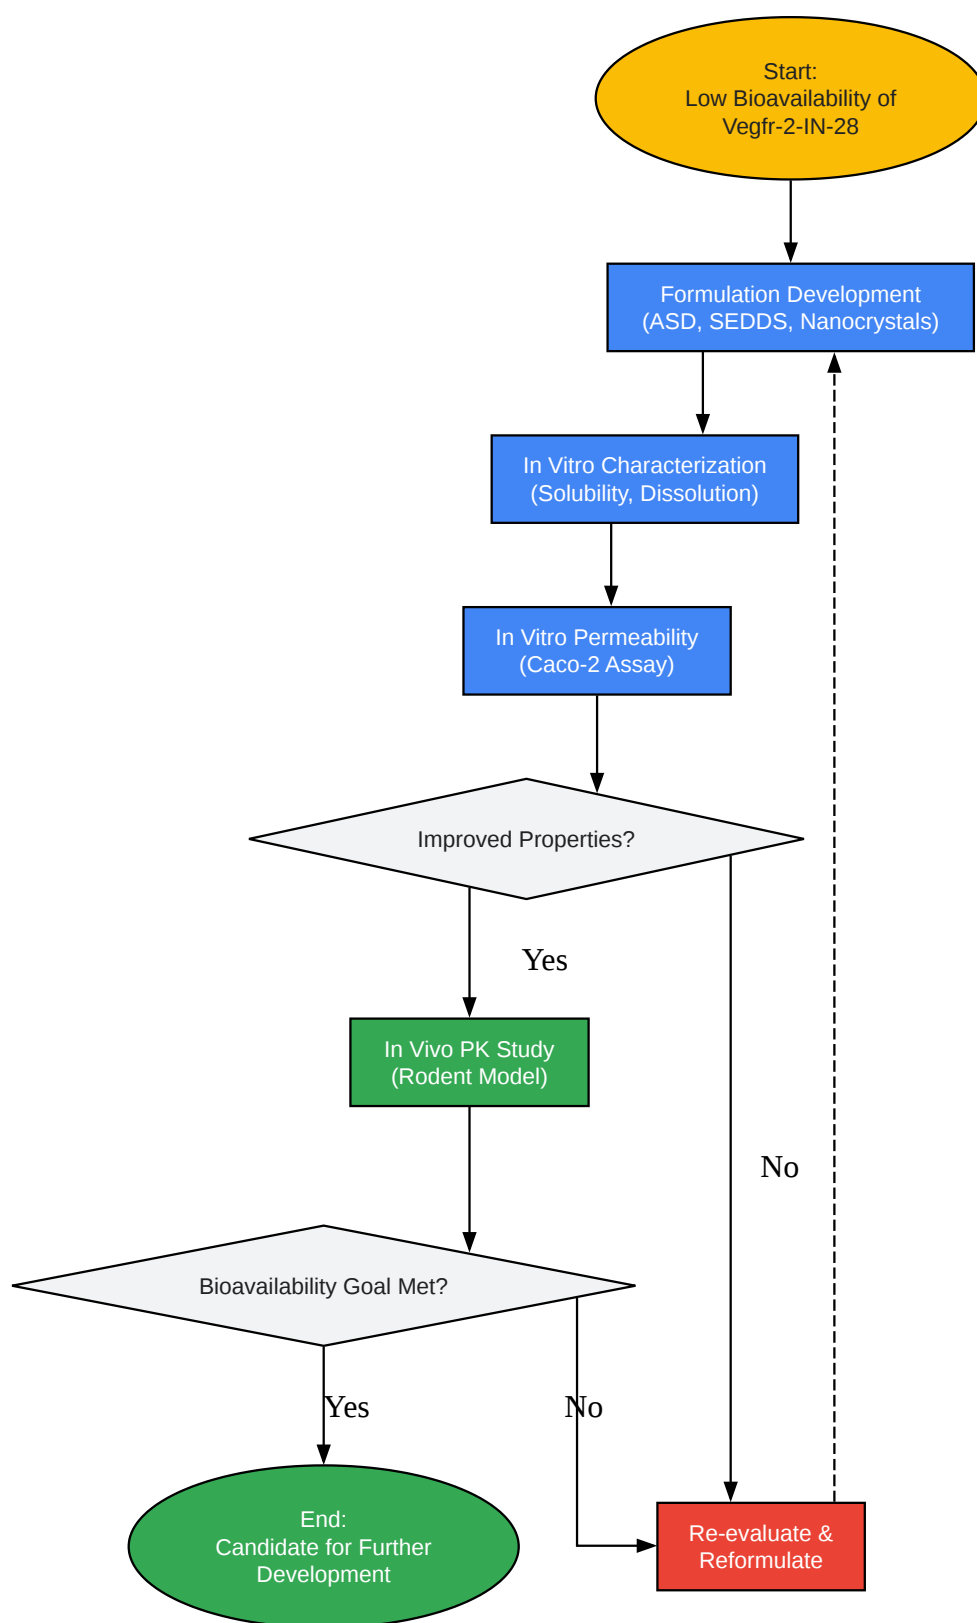 Start:
Low Bioavailability of
Vegfr-2-IN-28
Formulation Development
(ASD, SEDDS, Nanocrystals)
In Vitro Characterization
(Solubility, Dissolution)
In Vitro Permeability
(Caco-2 Assay)
Improved Properties?
Yes
In Vivo PK Study
(Rodent Model)
No
Bioavailability Goal Met?
Yes
No
End:
Candidate for Further
Development
Re-evaluate &
Reformulate